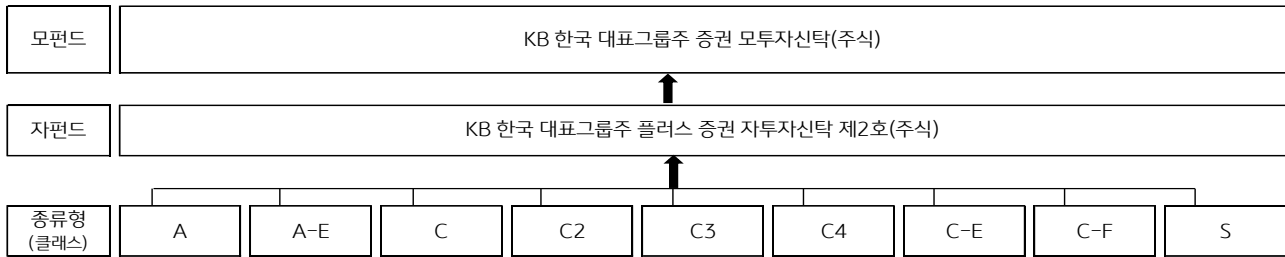 모펀드
KB 한국 대표그룹주 증권 모투자신탁(주식)
자펀드
KB 한국 대표그룹주 플러스 증권 자투자신탁 제2호(주식)
종류형
(클래스)
A
A-E
C
C2
C3
C4
C-E
C-F
S